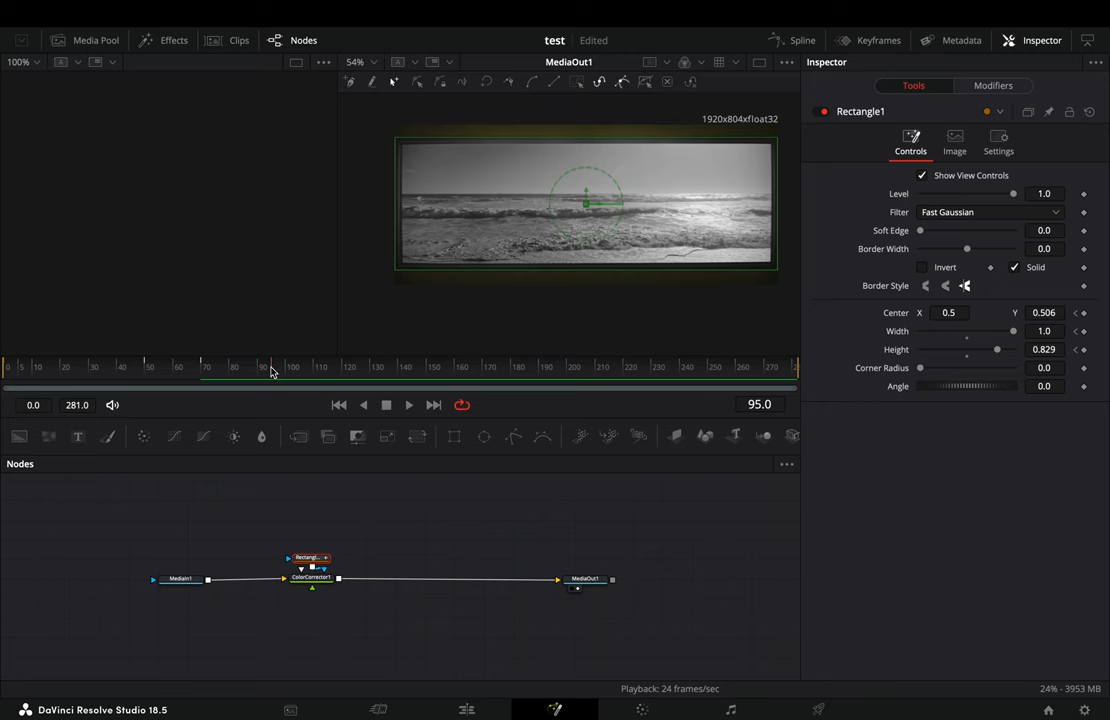 Media Pool Effects Clips Nodes test Edited Spline Keyframes Metadata Inspector
100% 54% MediaOut1 Inspector
Tools Modifiers
1920x804xfloat32
Rectangle1
Controls Image Settings
Show View Controls
Level 1.0
Filter Fast Gaussian
Soft Edge 0.0
Border Width 0.0
Invert Solid
Border Style
Center X 0.5 Y 0.506
Width 1.0
Height 0.829
Corner Radius 0.0
Angle 0.0
0 5 10 20 30 40 50 60 70 80 90 100 110 120 130 140 150 160 170 180 190 200 210 220 230 240 250 260 270
0.0 281.0 95.0
Nodes
Rectangl...
MediaIn1 ColorCorrector1 MediaOut1
Playback: 24 frames/sec 24% - 3953 MB
DaVinci Resolve Studio 18.5